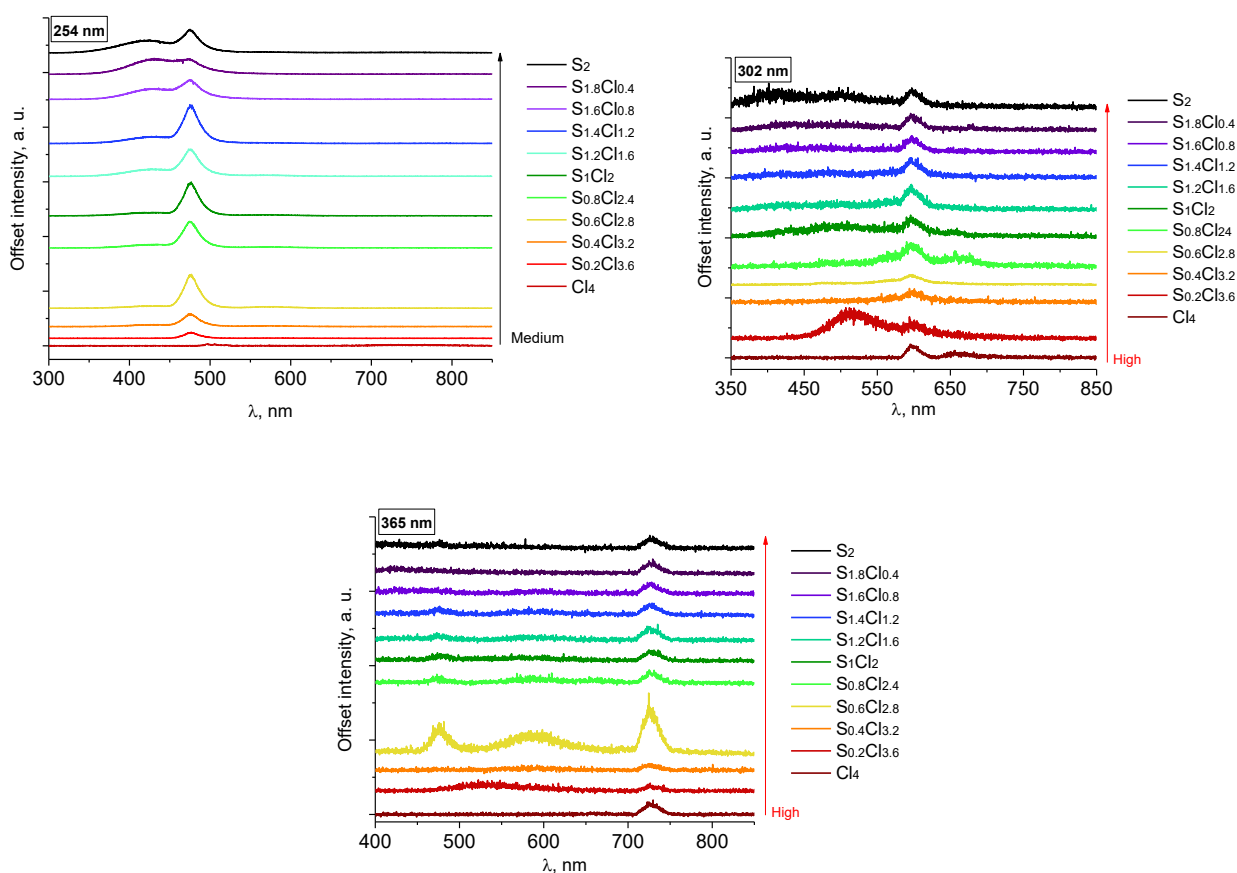 254 nm
Offset intensity, a. u.
300 400 500 600 700 800
λ, nm
Medium
S2
S1.8Cl0.4
S1.6Cl0.8
S1.4Cl1.2
S1.2Cl1.6
S1Cl2
S0.8Cl2.4
S0.6Cl2.8
S0.4Cl3.2
S0.2Cl3.6
Cl4
302 nm
Offset intensity, a. u.
350 450 550 650 750 850
λ, nm
High
S2
S1.8Cl0.4
S1.6Cl0.8
S1.4Cl1.2
S1.2Cl1.6
S1Cl2
S0.8Cl24
S0.6Cl2.8
S0.4Cl3.2
S0.2Cl3.6
Cl4
365 nm
Offset intensity, a. u.
400 500 600 700 800
λ, nm
High
S2
S1.8Cl0.4
S1.6Cl0.8
S1.4Cl1.2
S1.2Cl1.6
S1Cl2
S0.8Cl2.4
S0.6Cl2.8
S0.4Cl3.2
S0.2Cl3.6
Cl4